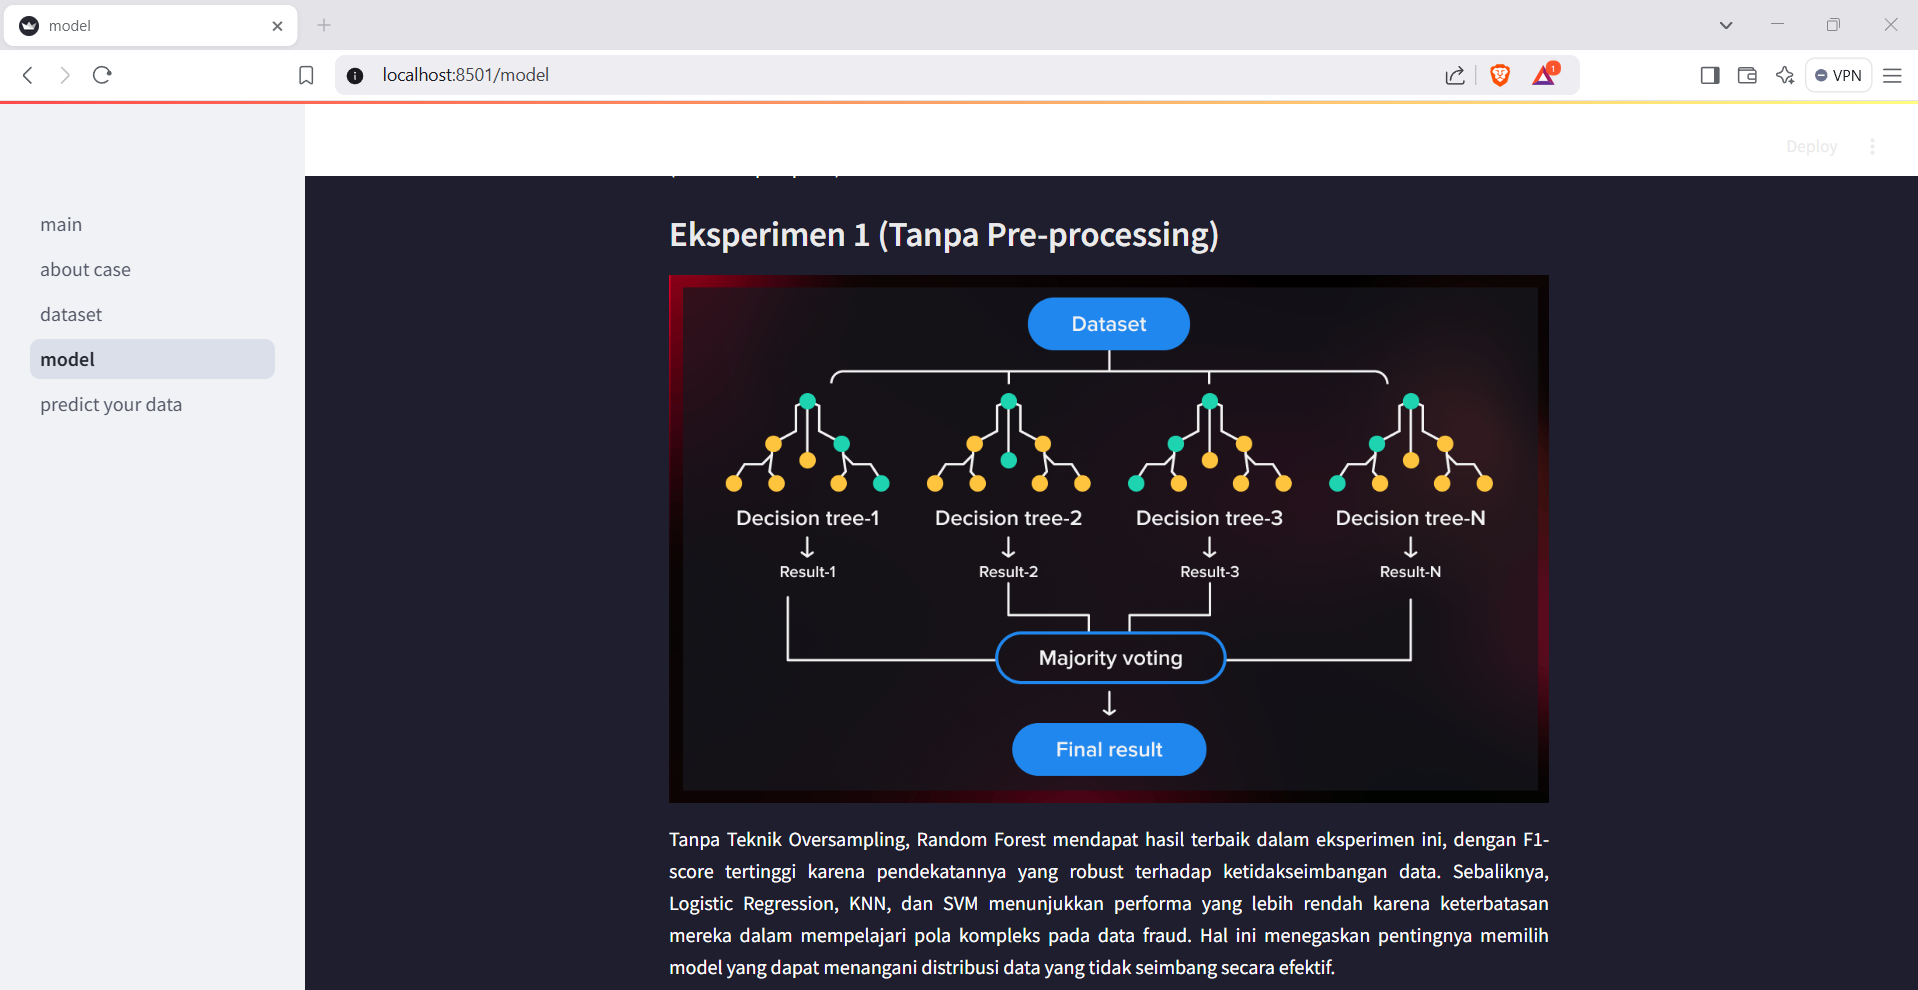 model
localhost:8501/model
1
VPN
Deploy
main
about case
dataset
model
predict your data
Eksperimen 1 (Tanpa Pre-processing)
Dataset
Decision tree-1 Decision tree-2 Decision tree-3 Decision tree-N
Result-1 Result-2 Result-3 Result-N
Majority voting
Final result
Tanpa Teknik Oversampling, Random Forest mendapat hasil terbaik dalam eksperimen ini, dengan F1-
score tertinggi karena pendekatannya yang robust terhadap ketidakseimbangan data. Sebaliknya,
Logistic Regression, KNN, dan SVM menunjukkan performa yang lebih rendah karena keterbatasan
mereka dalam mempelajari pola kompleks pada data fraud. Hal ini menegaskan pentingnya memilih
model yang dapat menangani distribusi data yang tidak seimbang secara efektif.